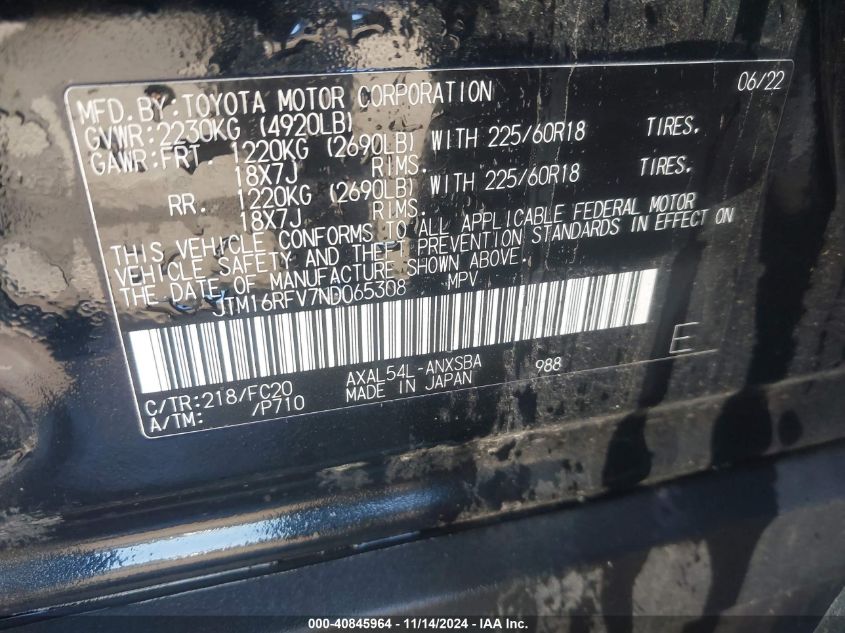 MFD.BY:TOYOTA MOTOR CORPORATION 06/22
GVWR:2230KG (4920LB)
GAWR:FRT 1220KG (2690LB) WITH 225/60R18 TIRES,
18X7J RIMS,
RR. 1220KG (2690LB) WITH 225/60R18 TIRES,
18X7J RIMS,
THIS VEHICLE CONFORMS TO ALL APPLICABLE FEDERAL MOTOR
VEHICLE SAFETY AND THEFT PREVENTION STANDARDS IN EFFECT ON
THE DATE OF MANUFACTURE SHOWN ABOVE.
JTM16RFV7ND065308 MPV
E
C/TR:218/FC20 AXAL54L-ANXSBA 988
A/TM: /P710 MADE IN JAPAN
000-40845964 - 11/14/2024 - IAA Inc.